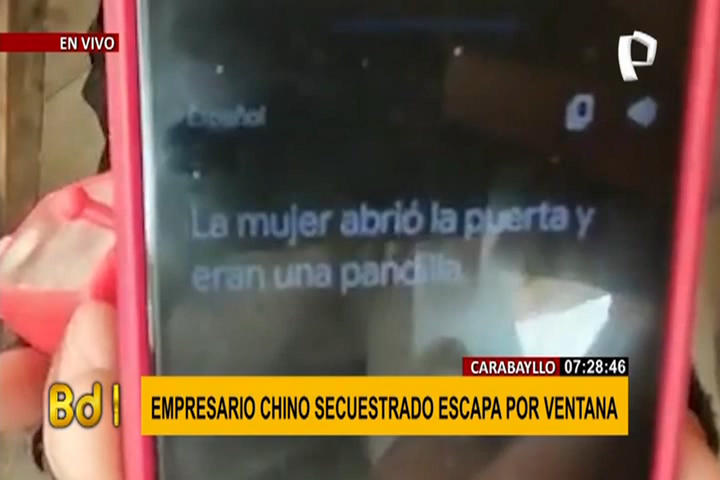 EN VIVO
P
Español
La mujer abrió la puerta y
eran una pandilla.
CARABAYLLO 07:28:46
Bd
EMPRESARIO CHINO SECUESTRADO ESCAPA POR VENTANA